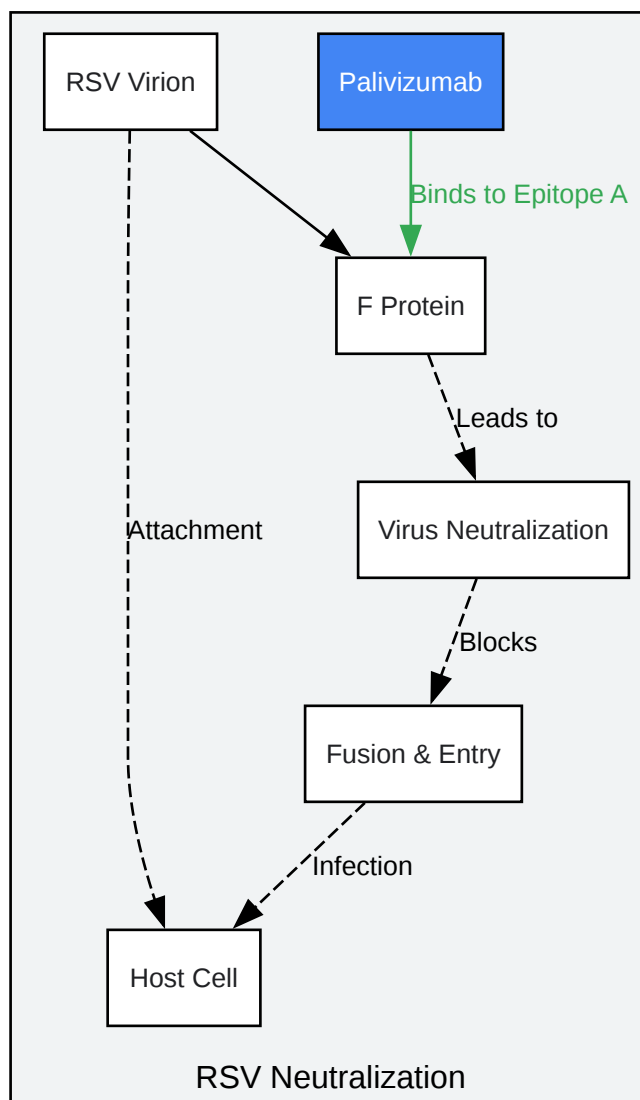 RSV Virion
Palivizumab
Binds to Epitope A
F Protein
Leads to
Virus Neutralization
Attachment
Blocks
Fusion & Entry
Infection
Host Cell
RSV Neutralization